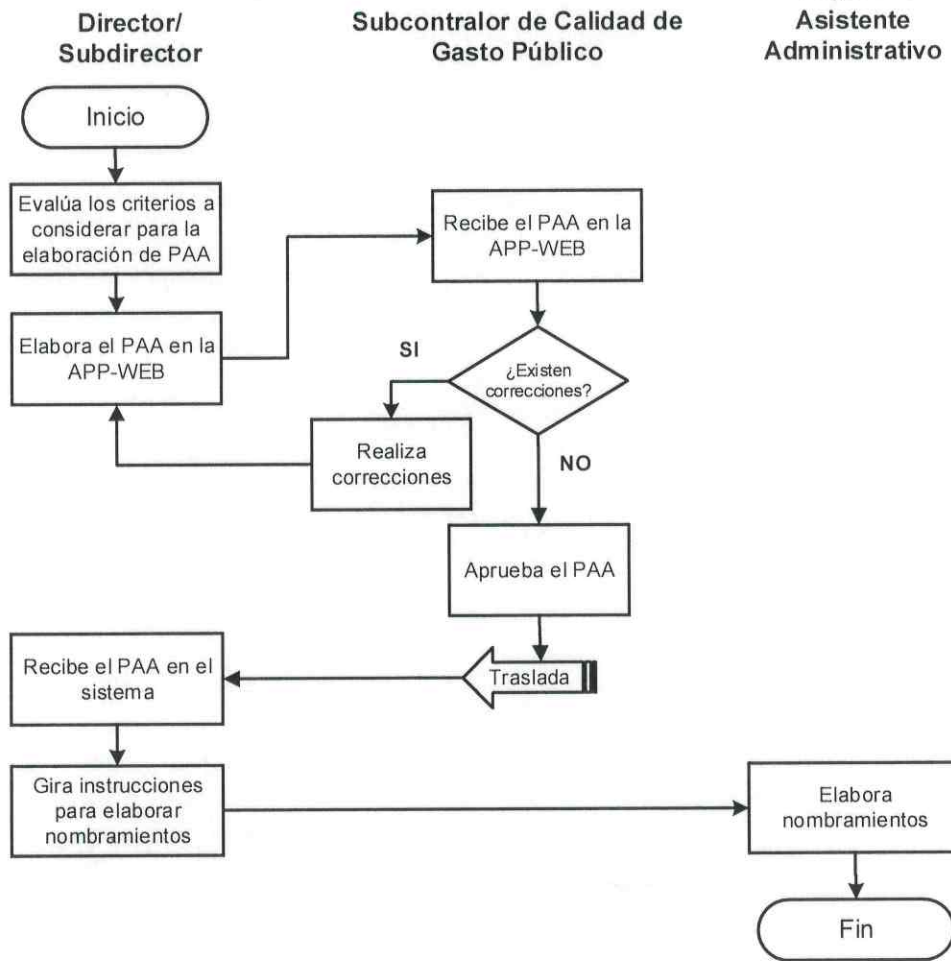 Director/
Subdirector
Subcontralor de Calidad de
Gasto Público
Asistente
Administrativo
Inicio
Evalúa los criterios a
considerar para la
elaboración de PAA
Recibe el PAA en la
APP-WEB
Elabora el PAA en la
APP-WEB
SI
¿Existen
correcciones?
Realiza
correcciones
NO
Aprueba el PAA
Recibe el PAA en el
sistema
Traslada
Gira instrucciones
para elaborar
nombramientos
Elabora
nombramientos
Fin